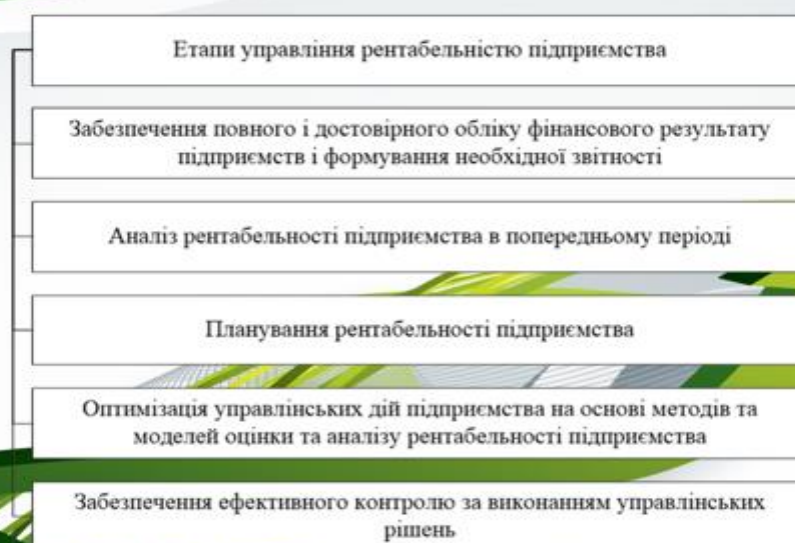 Етапи управління рентабельністю підприємства
Забезпечення повного і достовірного обліку фінансового результату
підприємств і формування необхідної звітності
Аналіз рентабельності підприємства в попередньому періоді
Планування рентабельності підприємства
Оптимізація управлінських дій підприємства на основі методів та
моделей оцінки та аналізу рентабельності підприємства
Забезпечення ефективного контролю за виконанням управлінських
рішень